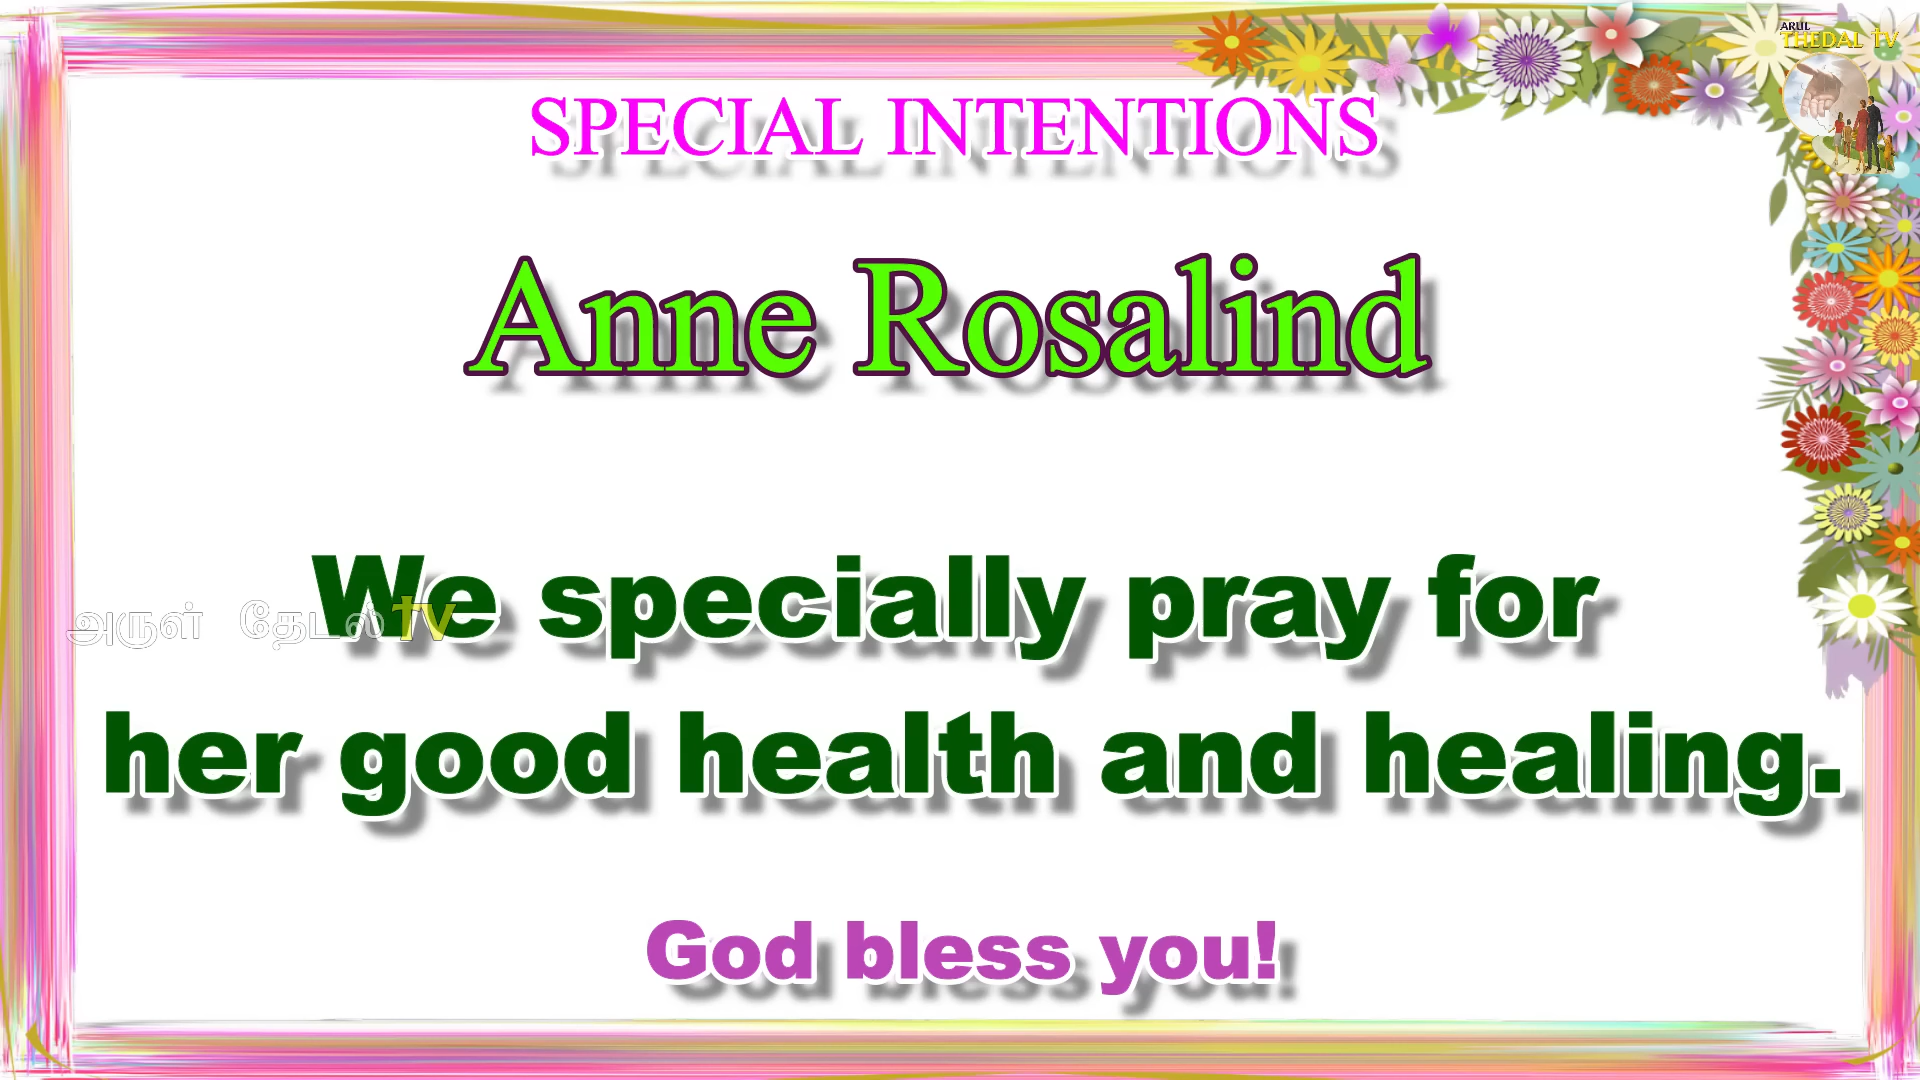 ARUL
THEDAL TV
SPECIAL INTENTIONS
Anne Rosalind
We specially pray for
அருள் தேடல் TV
her good health and healing.
God bless you!